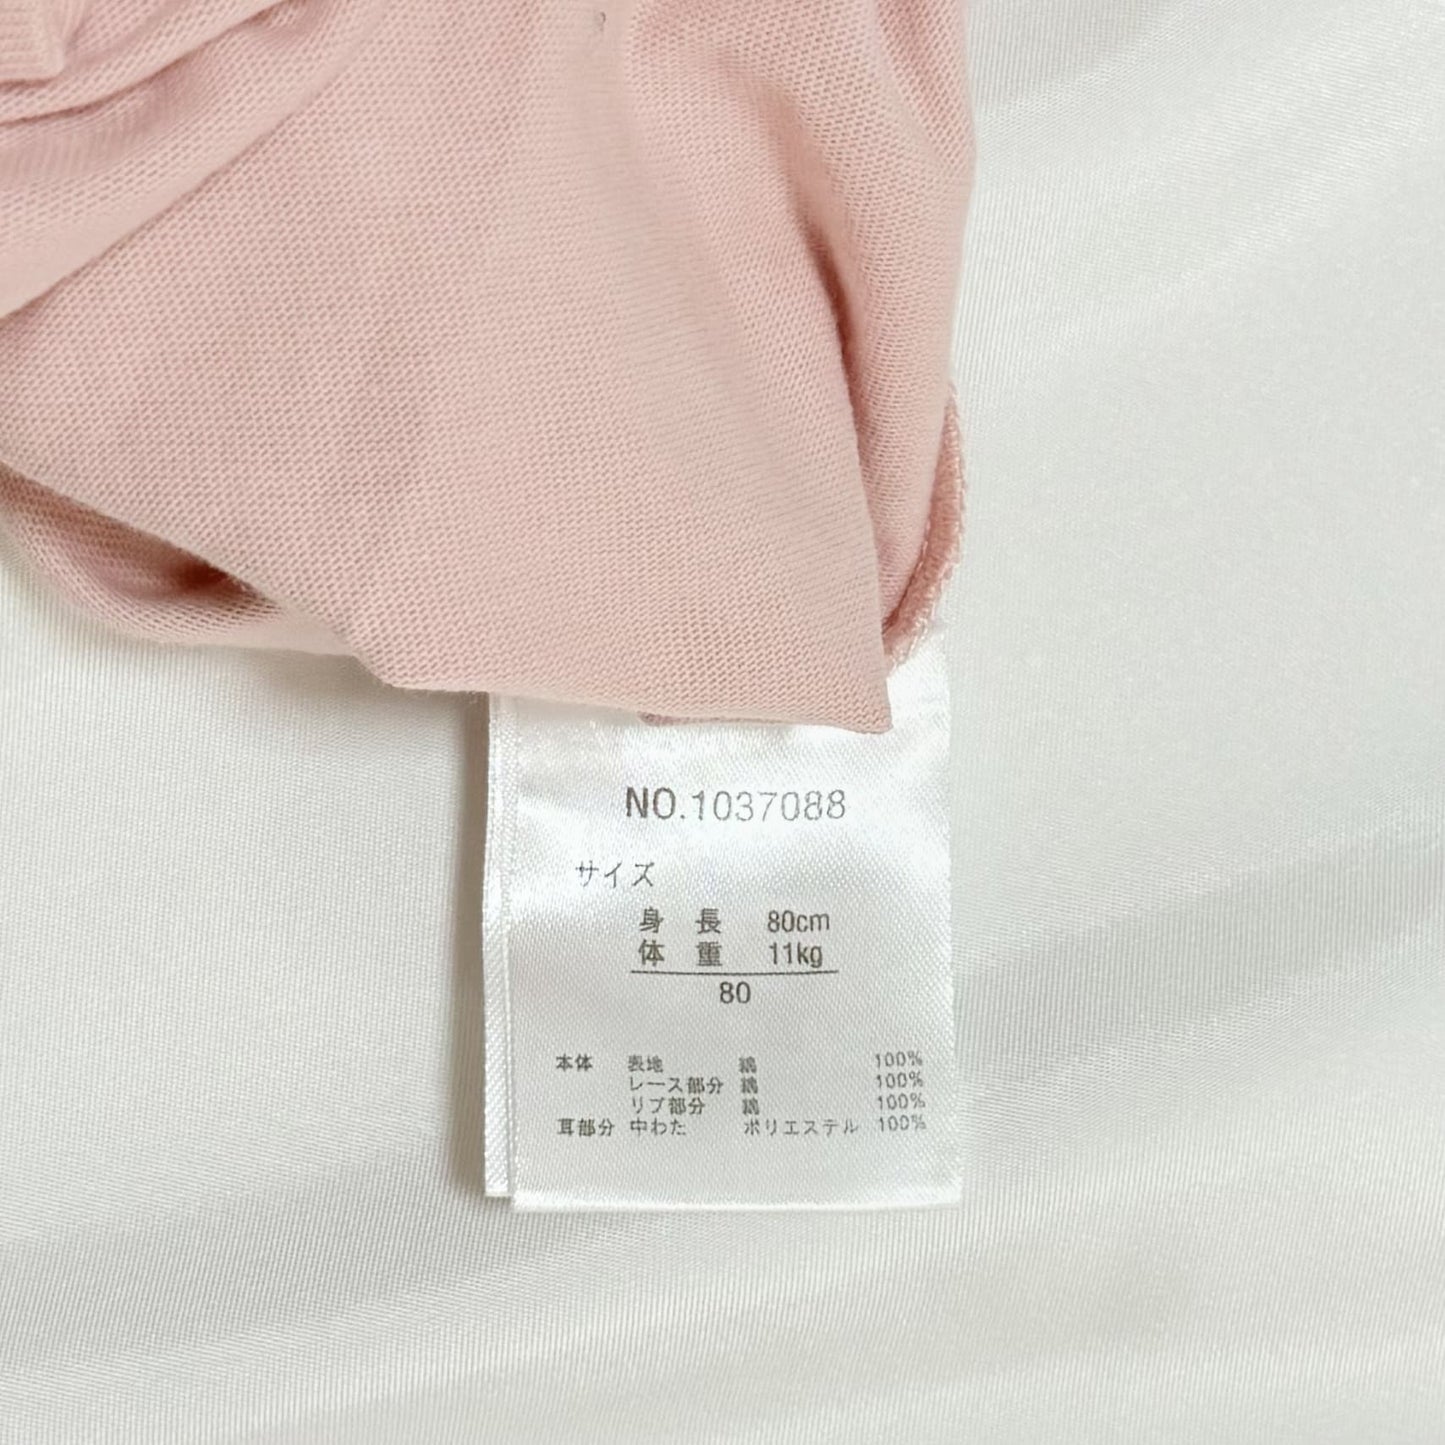 NO.1037088
サイズ
身 長 80cm
体 重 11kg
80
本体 表地 綿 100%
レース部分 綿 100%
リブ部分 綿 100%
耳部分 中わた ポリエステル 100%